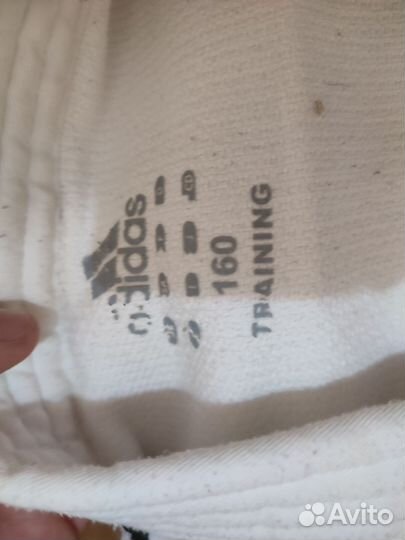 adidas
160
TRAINING
Avito